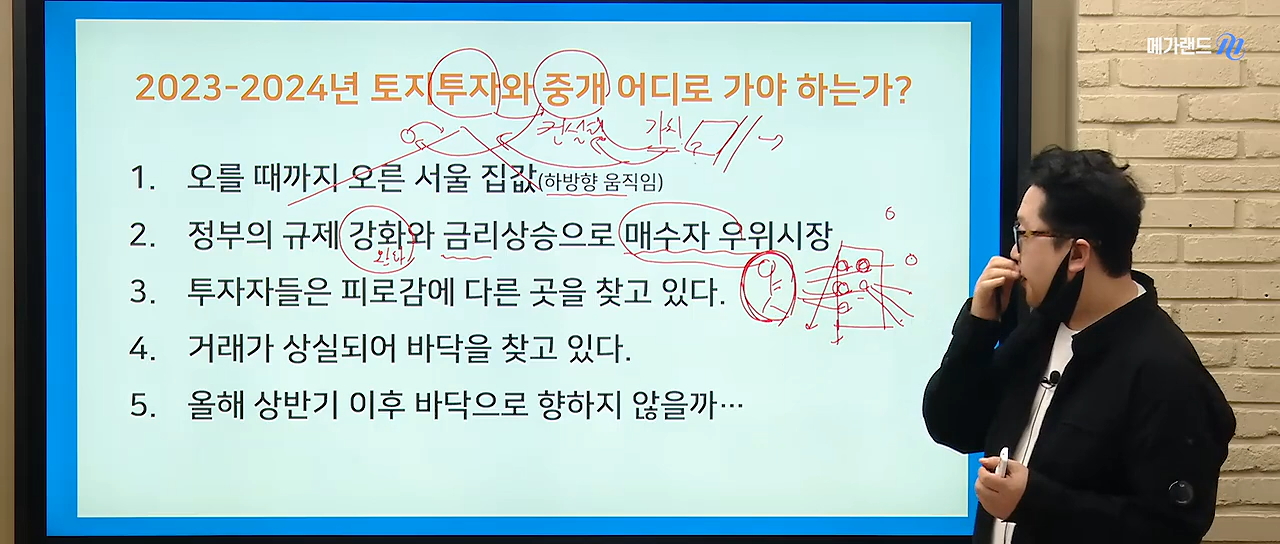 메가랜드
2023-2024년 토지투자와 중개 어디로 가야 하는가?
컨설팅 가치
1. 오를 때까지 오른 서울 집값(하방향 움직임)
2. 정부의 규제 강화와 금리상승으로 매수자 우위시장
완화
3. 투자자들은 피로감에 다른 곳을 찾고 있다.
4. 거래가 상실되어 바닥을 찾고 있다.
5. 올해 상반기 이후 바닥으로 향하지 않을까…